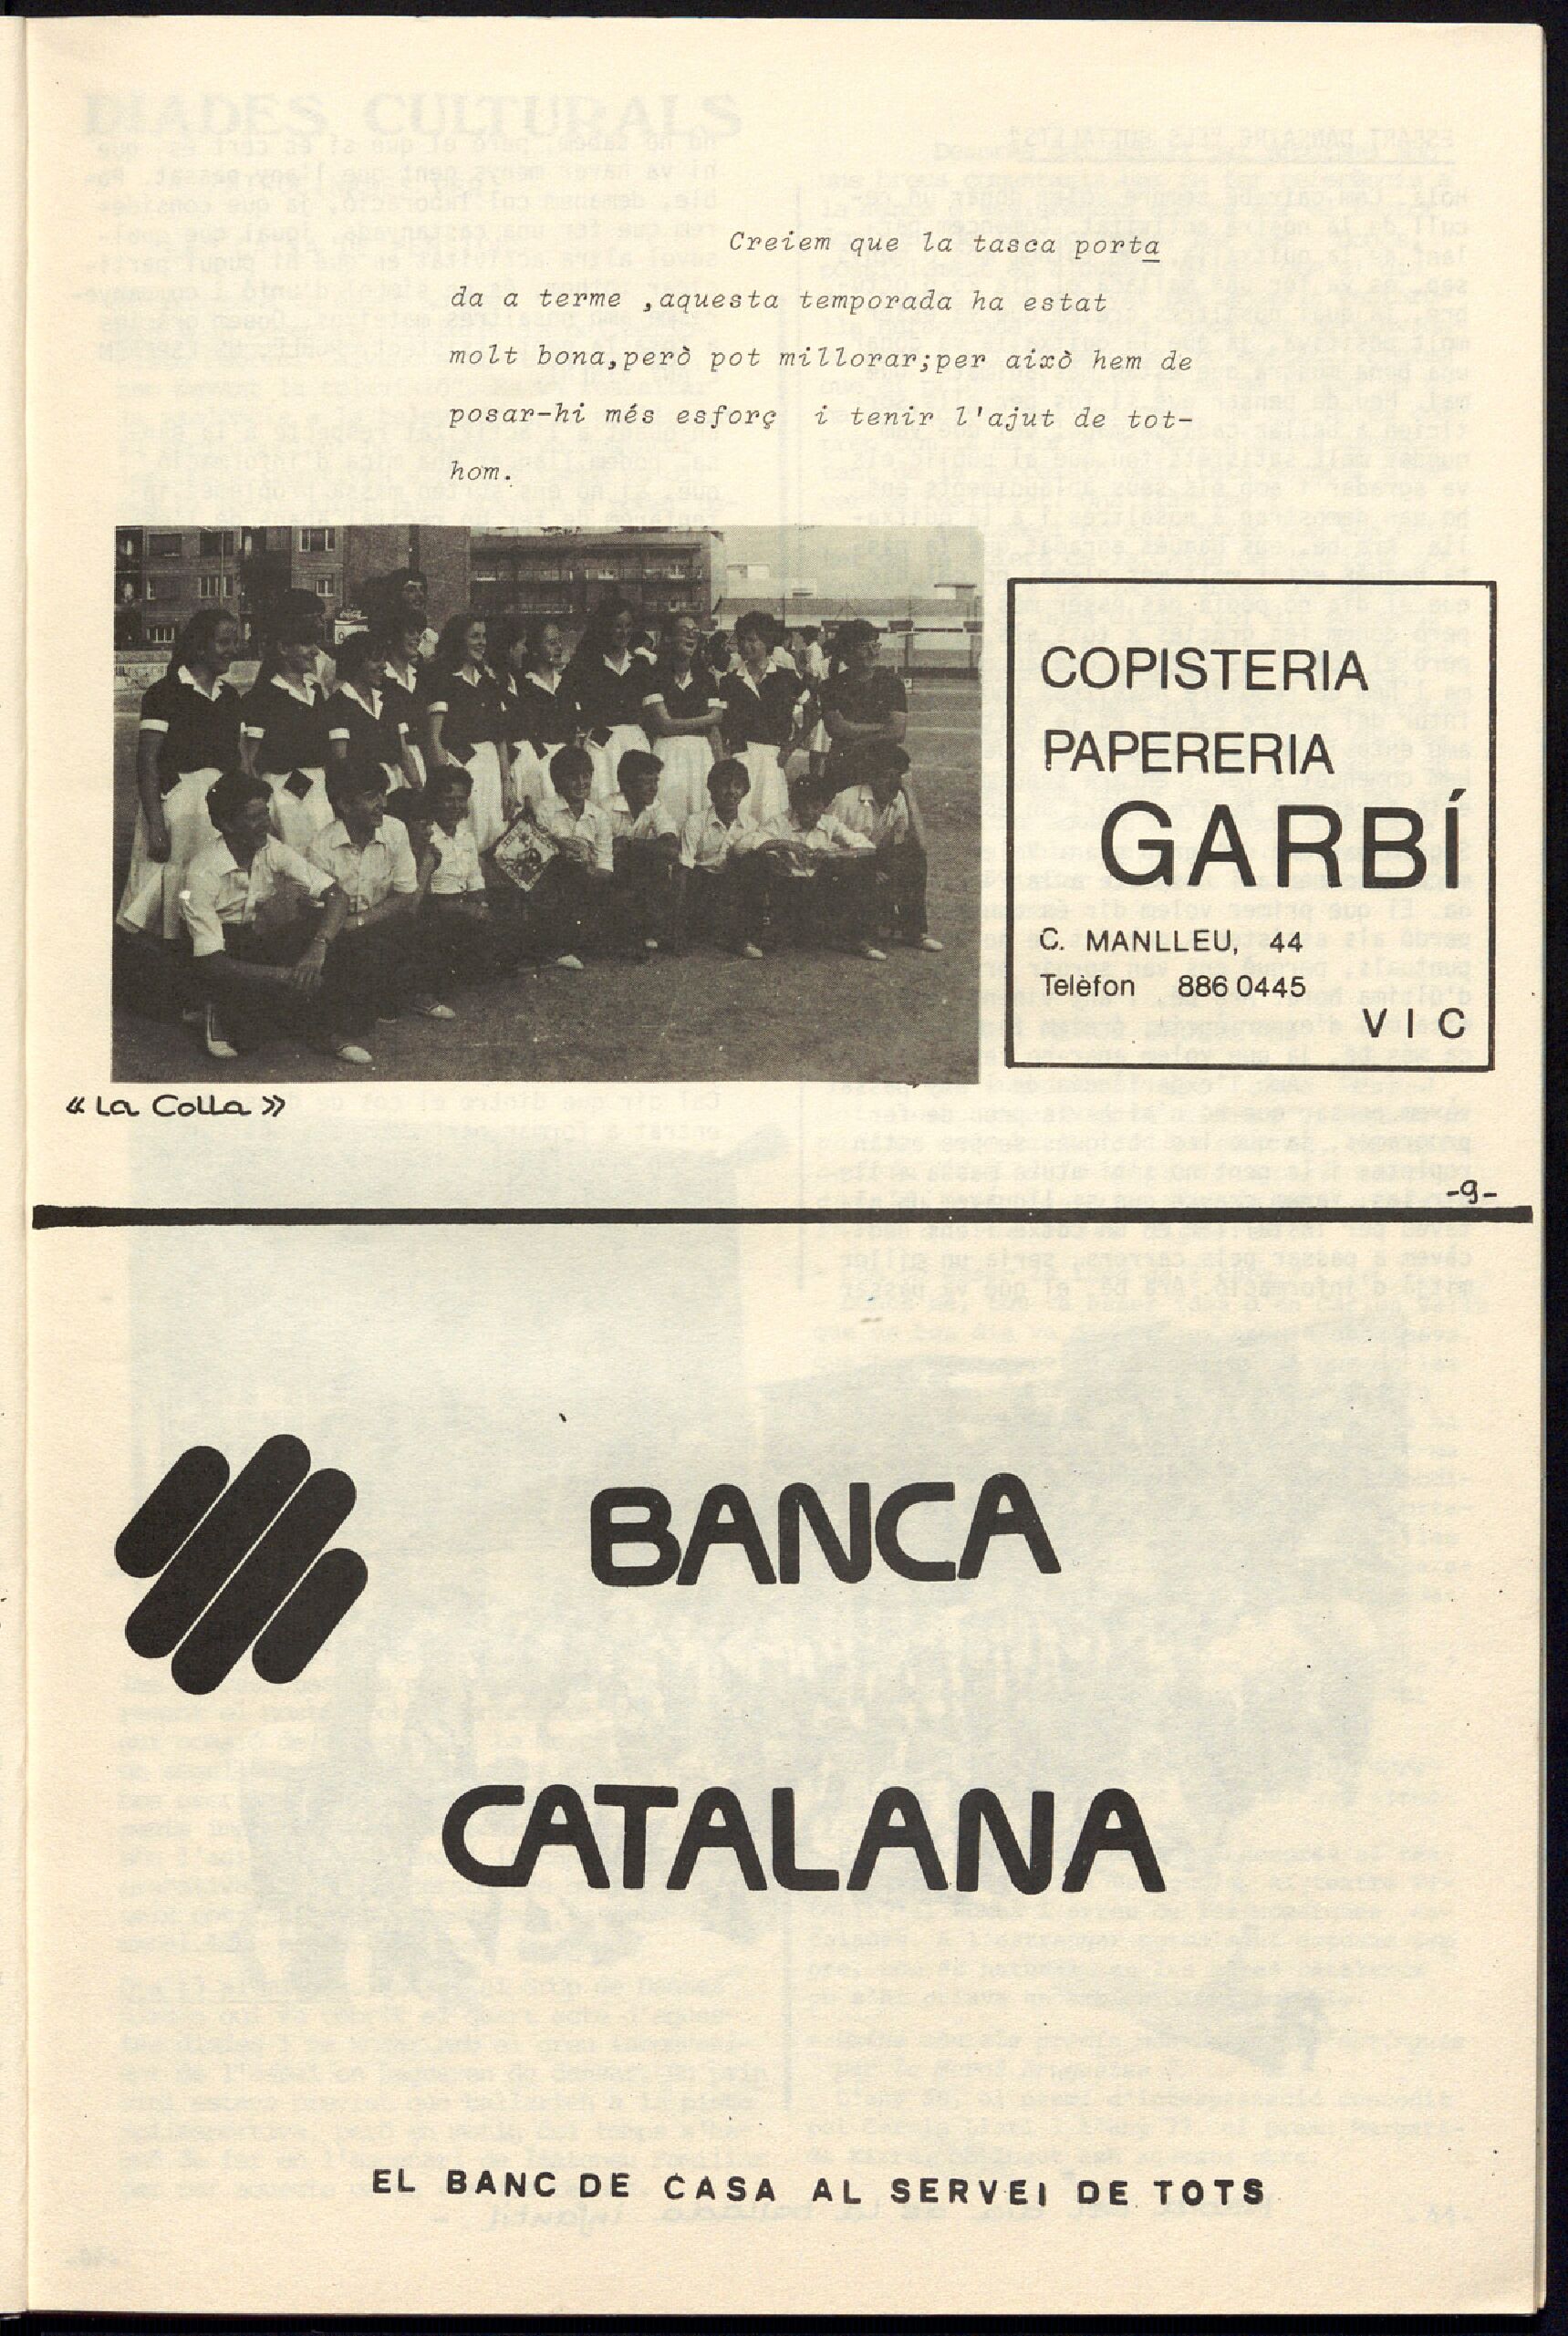 Creiem que la tasca porta
da a terme ,aquesta temporada ha estat
molt bona,però pot millorar;per això hem de
posar-hi més esforç i tenir l'ajut de tot-
hom.
COPISTERIA
PAPERERIA
GARBÍ
C. MANLLEU, 44
Telèfon 886 0445
VIC
« La Colla »
-9-
BANCA
CATALANA
EL BANC DE CASA AL SERVEI DE TOTS